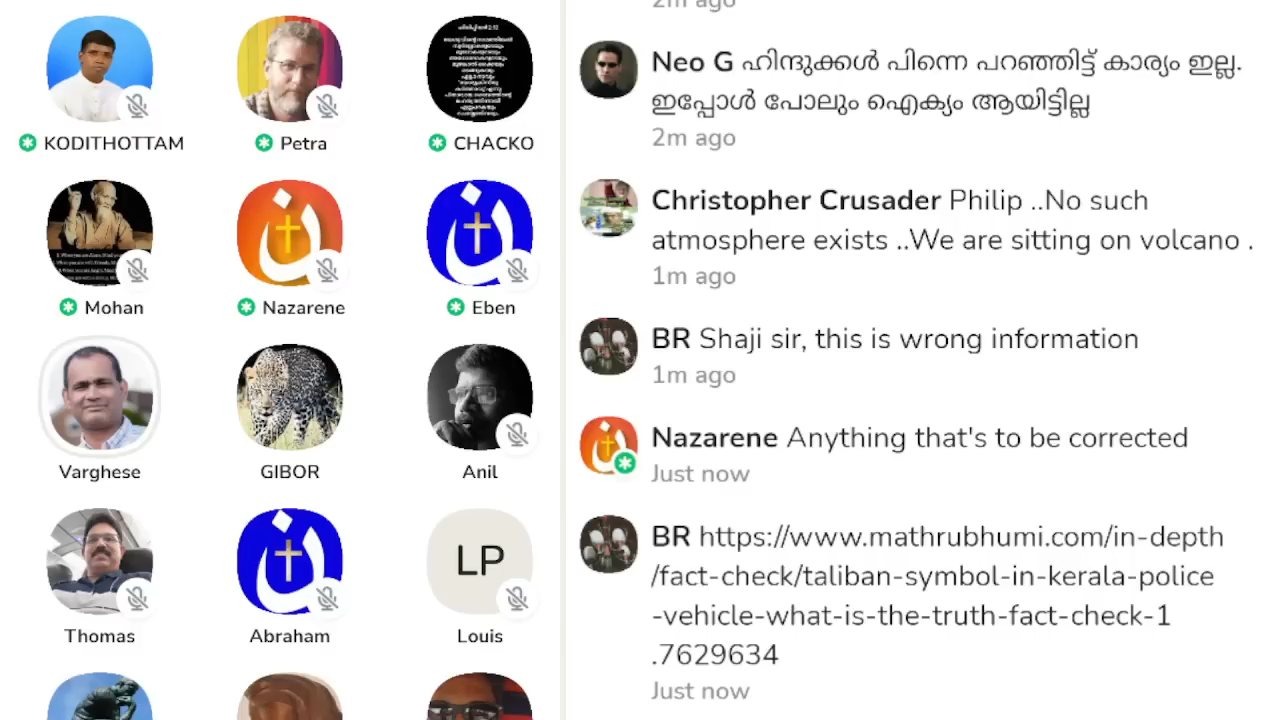 KODITHOTTAM
Petra
CHACKO
Mohan
Nazarene
Eben
Varghese
GIBOR
Anil
LP
Thomas
Abraham
Louis
2m ago
Neo G ഹിന്ദുക്കൾ പിന്നെ പറഞ്ഞിട്ട് കാര്യം ഇല്ല.
ഇപ്പോൾ പോലും ഐക്യം ആയിട്ടില്ല
2m ago
Christopher Crusader Philip ..No such
atmosphere exists ..We are sitting on volcano .
1m ago
BR Shaji sir, this is wrong information
1m ago
Nazarene Anything that's to be corrected
Just now
BR https://www.mathrubhumi.com/in-depth
/fact-check/taliban-symbol-in-kerala-police
-vehicle-what-is-the-truth-fact-check-1
.7629634
Just now